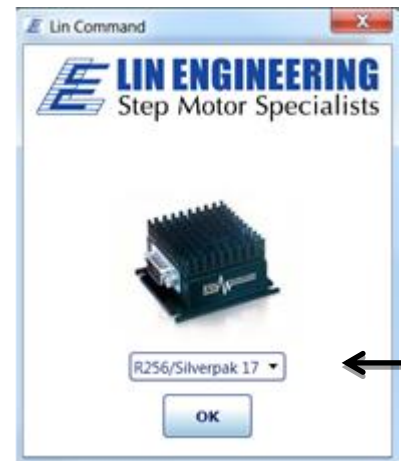 Lin Command
LIN ENGINEERING
Step Motor Specialists
R256/Silverpak 17
OK